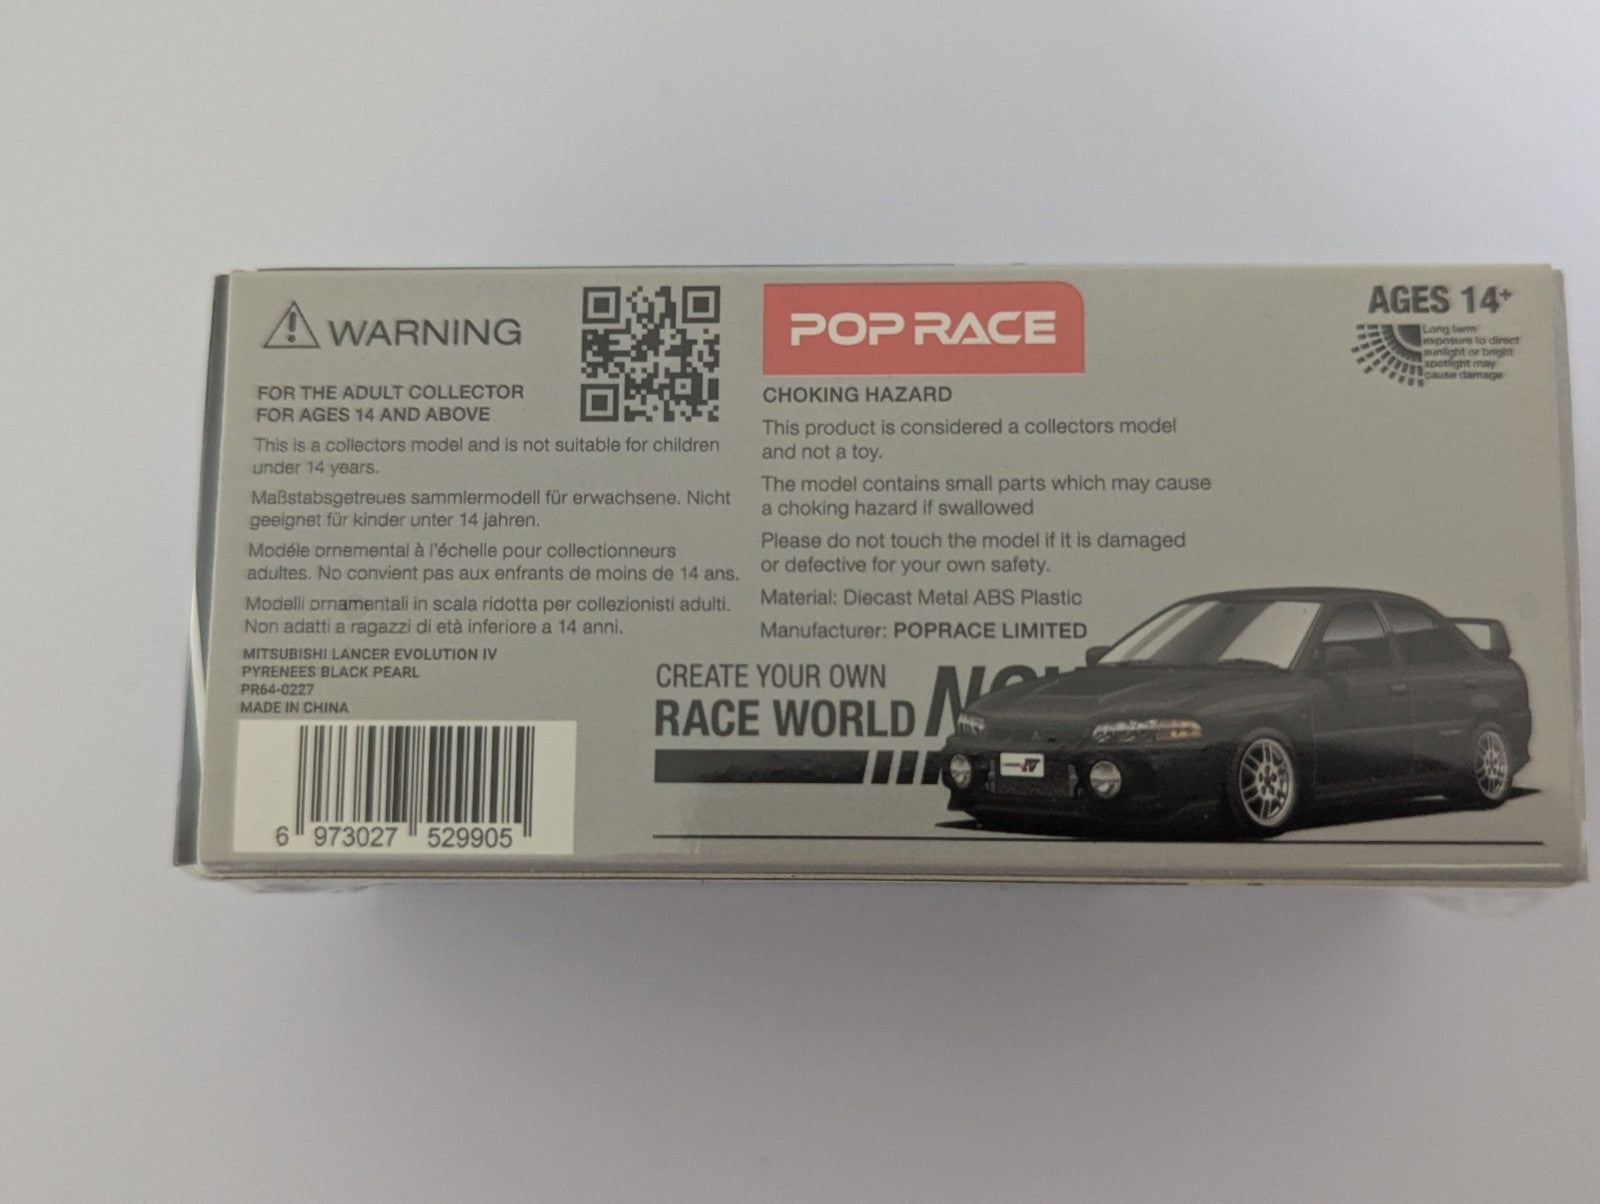 WARNING
FOR THE ADULT COLLECTOR
FOR AGES 14 AND ABOVE
This is a collectors model and is not suitable for children
under 14 years.
Maßstabsgetreues sammlermodell für erwachsene. Nicht
geeignet für kinder unter 14 jahren.
Modéle ornemental à l'échelle pour collectionneurs
adultes. No convient pas aux enfrants de moins de 14 ans.
Modelli ornamentali in scala ridotta per collezionisti adulti.
Non adatti a ragazzi di età inferiore a 14 anni.
MITSUBISHI LANCER EVOLUTION IV
PYRENEES BLACK PEARL
PR64-0227
MADE IN CHINA
6 973027 529905
POP RACE
CHOKING HAZARD
This product is considered a collectors model
and not a toy.
The model contains small parts which may cause
a choking hazard if swallowed
Please do not touch the model if it is damaged
or defective for your own safety.
Material: Diecast Metal ABS Plastic
Manufacturer: POPRACE LIMITED
CREATE YOUR OWN
RACE WORLD
IV
AGES 14+
Long term
exposure to direct
sunlight or bright
spotlight may
cause damage